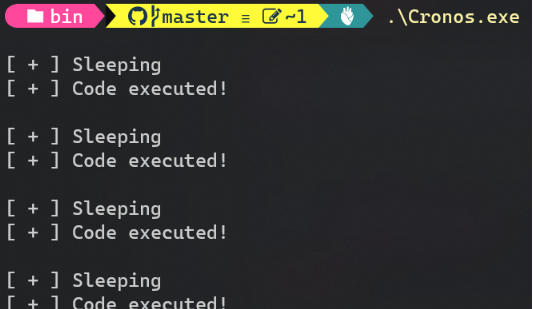 bin master ≡ ~1 .\Cronos.exe
[ + ] Sleeping
[ + ] Code executed!
[ + ] Sleeping
[ + ] Code executed!
[ + ] Sleeping
[ + ] Code executed!
[ + ] Sleeping
[ + ] Code executed!